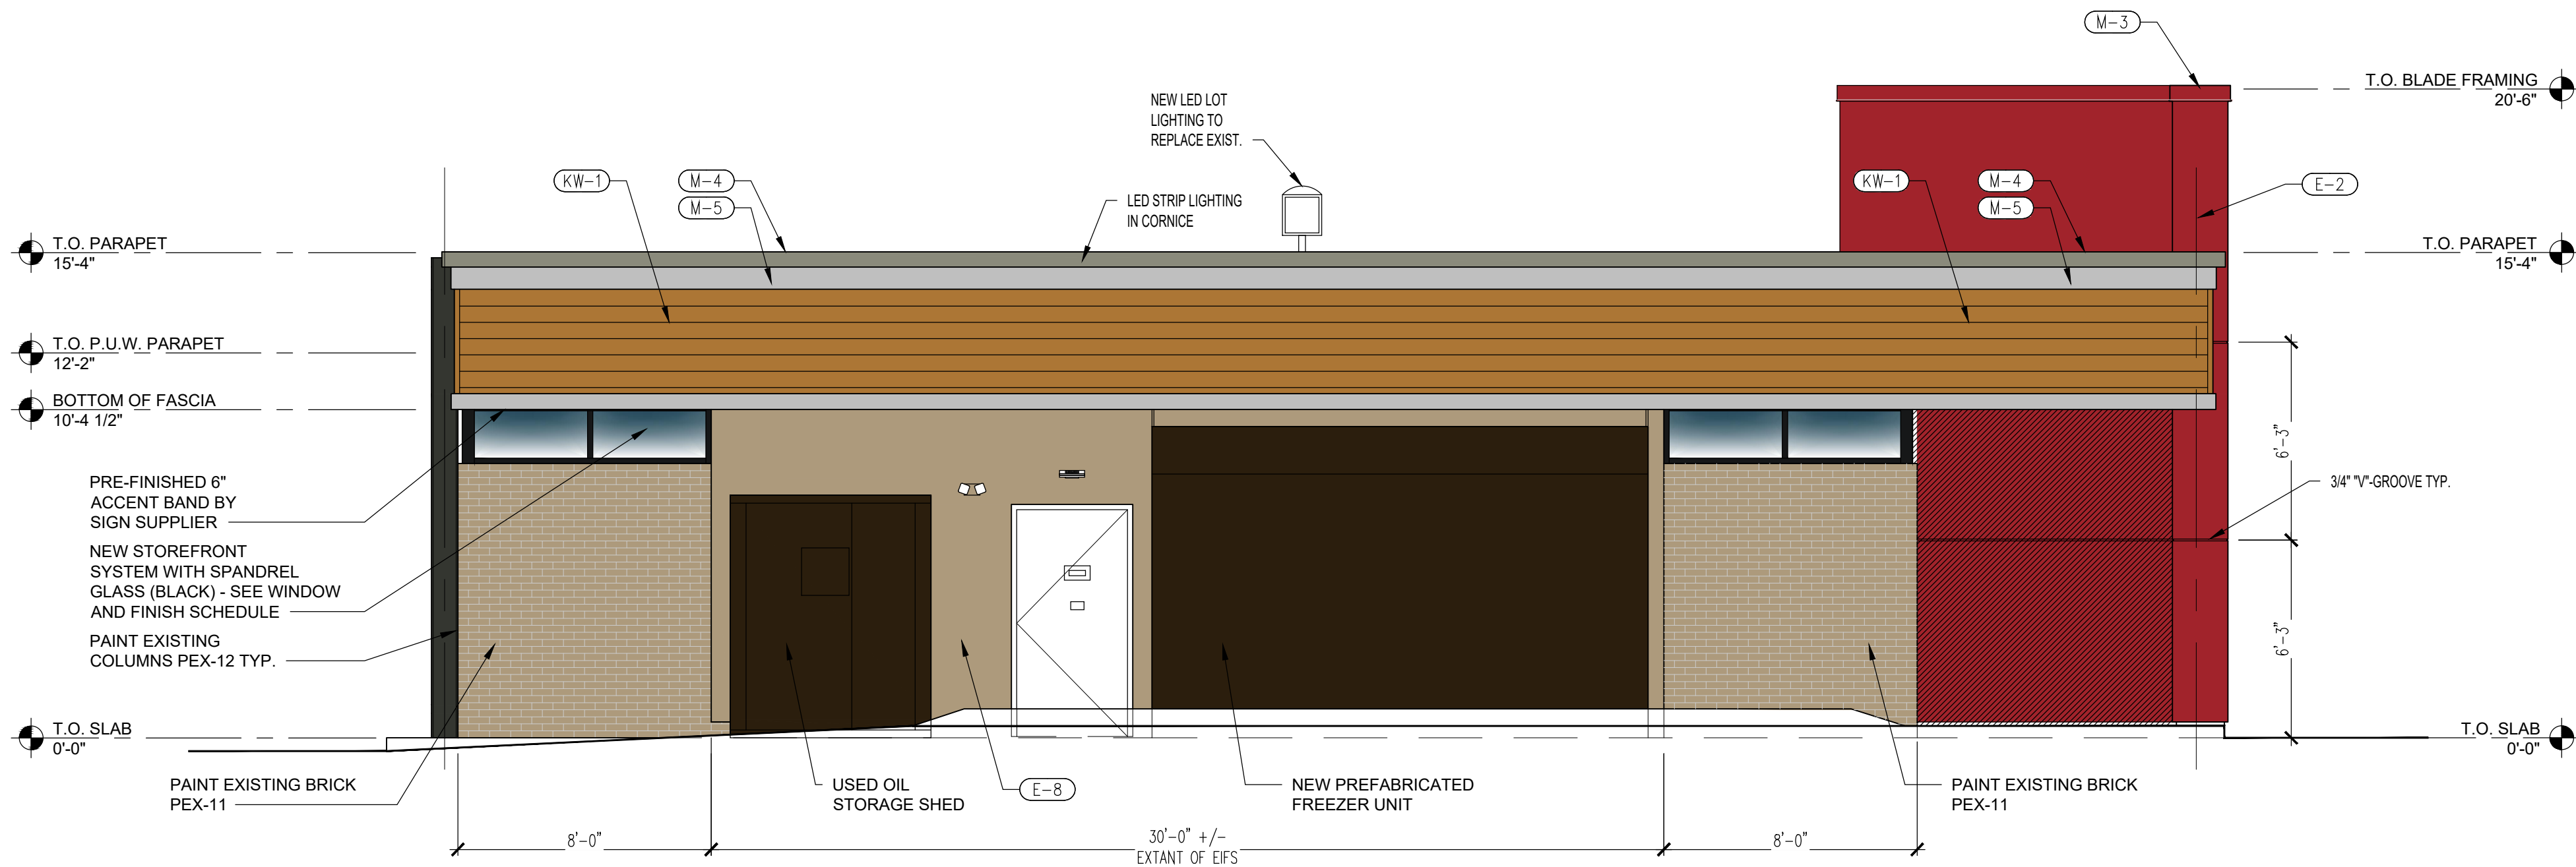 M-3
T.O. BLADE FRAMING
20'-6"
NEW LED LOT
LIGHTING TO
REPLACE EXIST.
KW-1
M-4
M-5
LED STRIP LIGHTING
IN CORNICE
KW-1
M-4
M-5
E-2
T.O. PARAPET
15'-4"
T.O. PARAPET
15'-4"
T.O. P.U.W. PARAPET
12'-2"
BOTTOM OF FASCIA
10'-4 1/2"
6'-3"
PRE-FINISHED 6"
ACCENT BAND BY
SIGN SUPPLIER
3/4" "V"-GROOVE TYP.
NEW STOREFRONT
SYSTEM WITH SPANDREL
GLASS (BLACK) - SEE WINDOW
AND FINISH SCHEDULE
PAINT EXISTING
COLUMNS PEX-12 TYP.
6'-3"
T.O. SLAB
0'-0"
T.O. SLAB
0'-0"
PAINT EXISTING BRICK
PEX-11
USED OIL
STORAGE SHED
E-8
NEW PREFABRICATED
FREEZER UNIT
PAINT EXISTING BRICK
PEX-11
8'-0"
30'-0" +/-
EXTANT OF EIFS
8'-0"